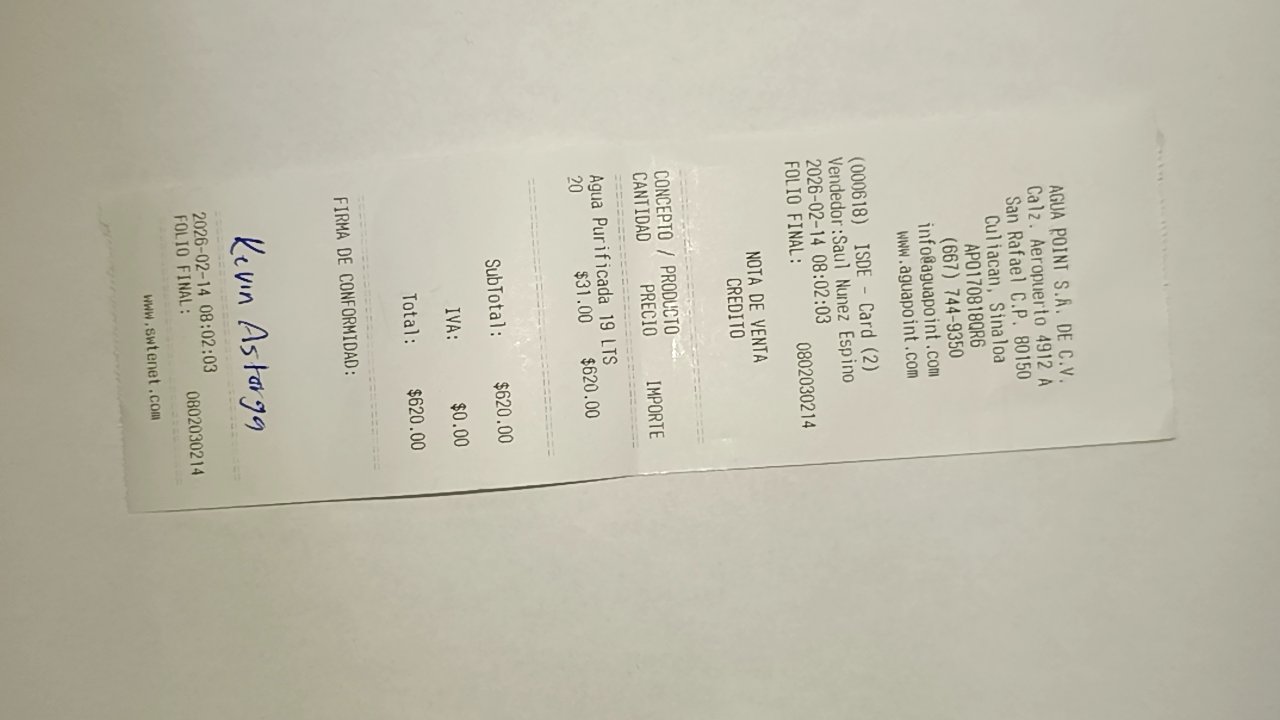 AGUA POINT S.A. DE C.V.
Calz. Aeropuerto 4912 A
San Rafael C.P. 80150
Culiacan, Sinaloa
APO170818QR6
(667) 744-9350
info@aguapoint.com
www.aguapoint.com
(000618) ISDE - Card (2)
Vendedor:Saul Nunez Espino
2026-02-14 08:02:03
FOLIO FINAL: 0802030214
NOTA DE VENTA
CREDITO
CONCEPTO / PRODUCTO
CANTIDAD PRECIO IMPORTE
Agua Purificada 19 LTS
20 $31.00 $620.00
SubTotal: $620.00
IVA: $0.00
Total: $620.00
FIRMA DE CONFORMIDAD:
Kevin Astorga
2026-02-14 08:02:03
FOLIO FINAL: 0802030214
www.swtenet.com